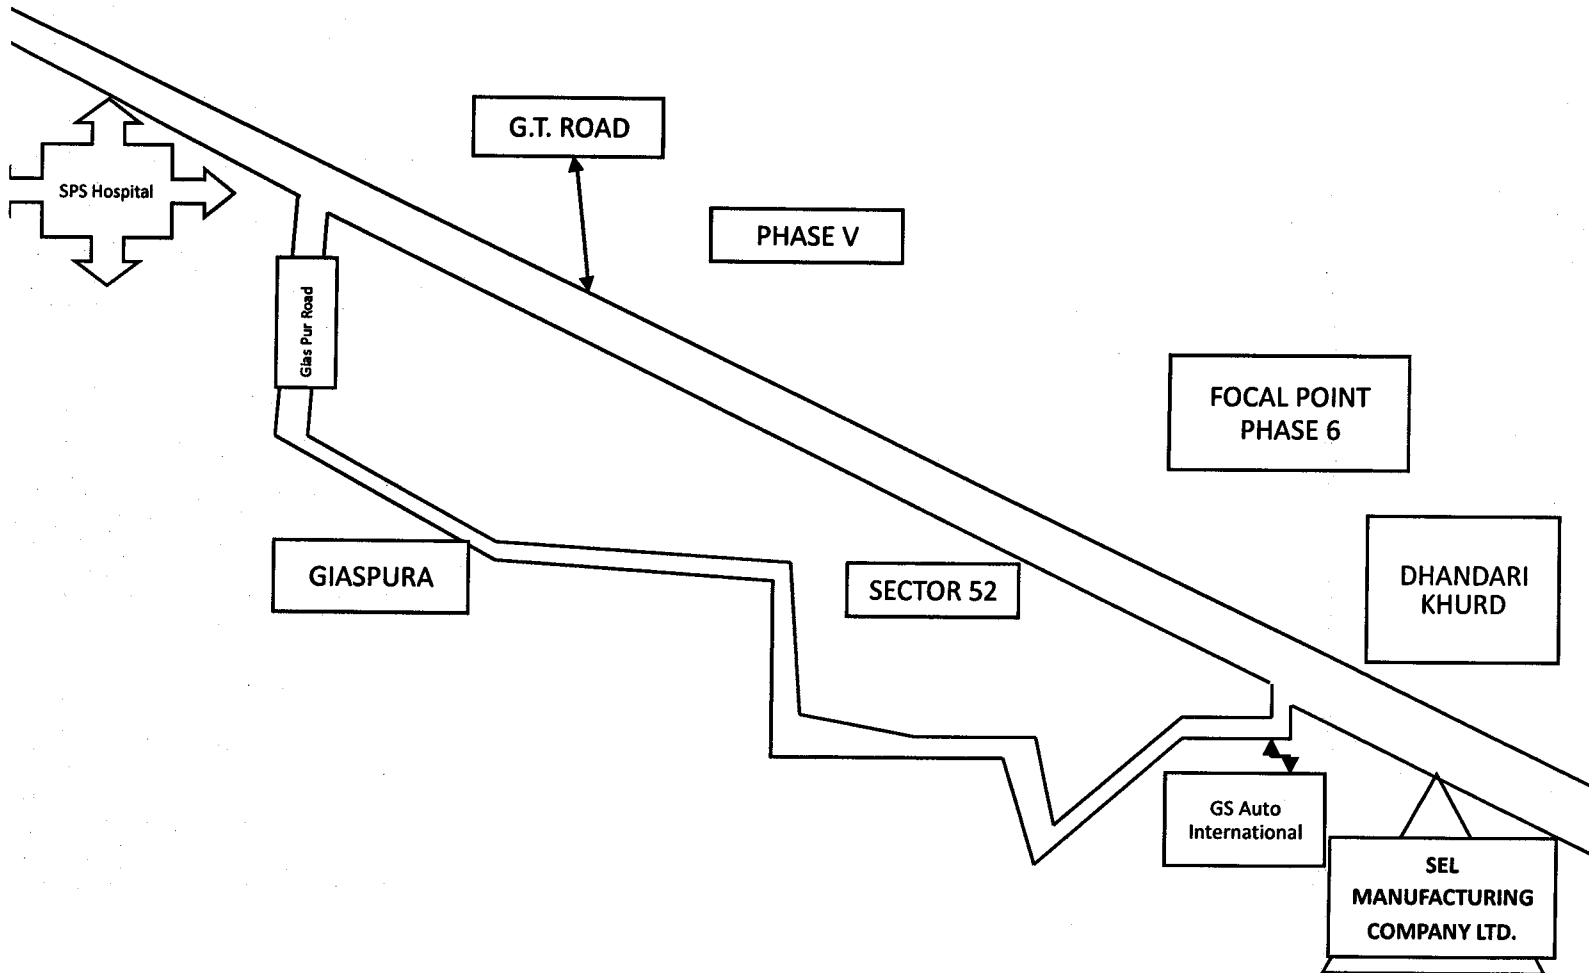 G.T. ROAD
SPS Hospital
PHASE V
Gias Pur Road
FOCAL POINT
PHASE 6
GIASPURA
SECTOR 52
DHANDARI
KHURD
GS Auto
International
SEL
MANUFACTURING
COMPANY LTD.